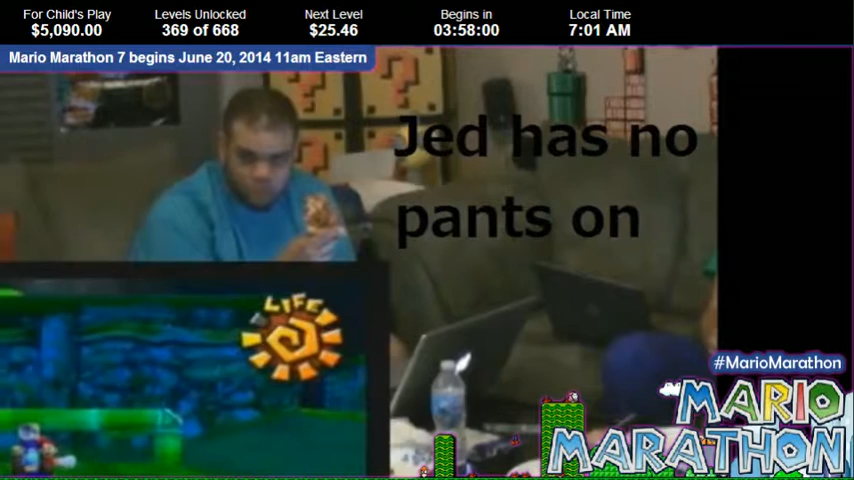 For Child's Play
$5,090.00
Levels Unlocked
369 of 668
Next Level
$25.46
Begins in
03:58:00
Local Time
7:01 AM
Mario Marathon 7 begins June 20, 2014 11am Eastern
Jed has no
pants on
LIFE
#MarioMarathon
MARIO
MARATHON